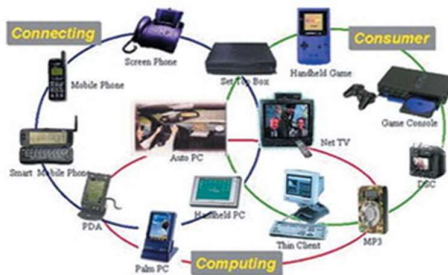 Connecting
Consumer
Screen Phone
Set Top Box
Handheld Game
Mobile Phone
Game Console
Auto PC
Net TV
Smart Mobile Phone
DSC
PDA
Handheld PC
Thin Client
MP3
Palm PC
Computing